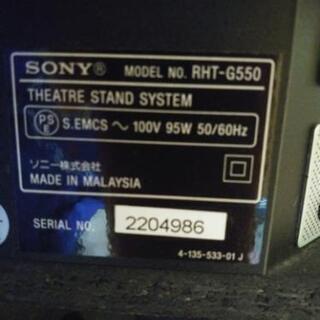 SONY® MODEL NO. RHT-G550
THEATRE STAND SYSTEM
PSE S.EMCS ～ 100V 95W 50/60Hz
ソニー株式会社
MADE IN MALAYSIA
SERIAL NO. 2204986
4-135-533-01 J